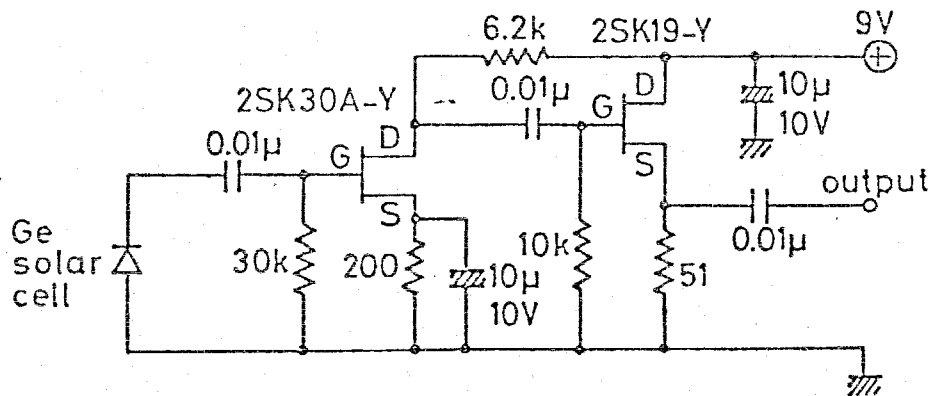 6.2k
2SK19-Y
9V
2SK30A-Y
0.01μ
D
10μ
10V
0.01μ
D
G
G
S
output
S
0.01μ
Ge
solar
cell
30k
200
10μ
10V
10k
51